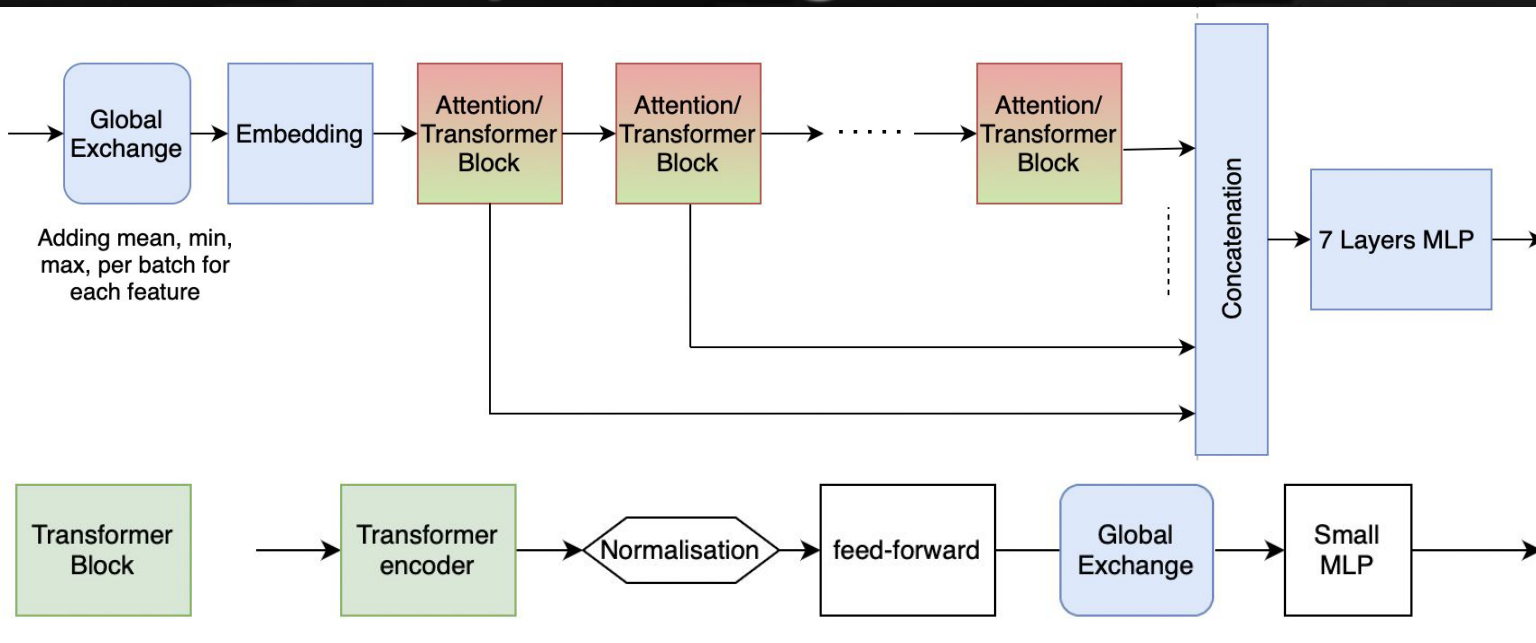 Global
Exchange
Embedding
Attention/
Transformer
Block
Attention/
Transformer
Block
.....
Attention/
Transformer
Block
Concatenation
7 Layers MLP
Adding mean, min,
max, per batch for
each feature
Transformer
Block
Transformer
encoder
Normalisation
feed-forward
Global
Exchange
Small
MLP